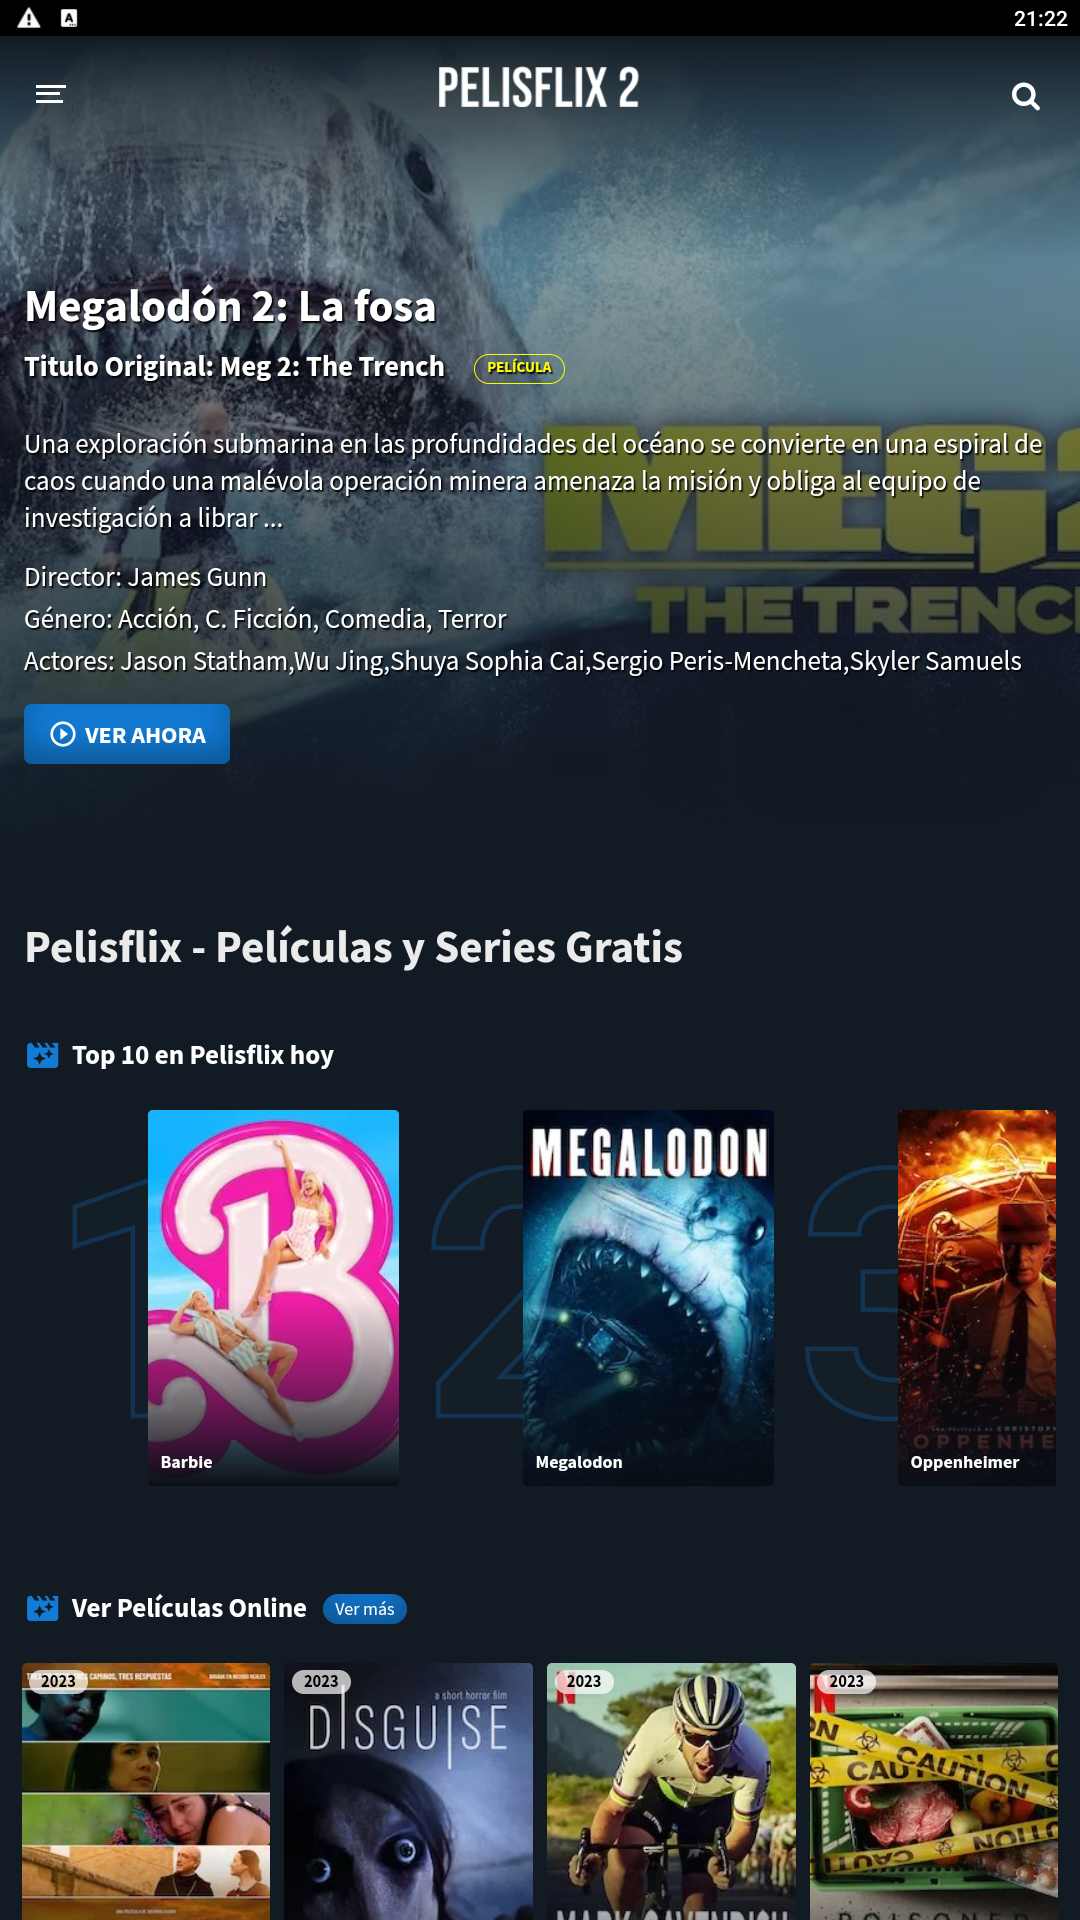 21:22
PELISFLIX 2
Megalodón 2: La fosa
Titulo Original: Meg 2: The Trench PELÍCULA
Una exploración submarina en las profundidades del océano se convierte en una espiral de
caos cuando una malévola operación minera amenaza la misión y obliga al equipo de
investigación a librar ...
MEG2
THE TRENC
Director: James Gunn
Género: Acción, C. Ficción, Comedia, Terror
Actores: Jason Statham,Wu Jing,Shuya Sophia Cai,Sergio Peris-Mencheta,Skyler Samuels
VER AHORA
Pelisflix - Películas y Series Gratis
Top 10 en Pelisflix hoy
1
Barbie
2
MEGALODON
Megalodon
3
OPPENHE
Oppenheimer
Ver Películas Online Ver más
2023
CAMINOS, TRES RESPUESTAS
2023
a short horror film
DISGUISE
2023
MARK CAVENDISH
2023
CAUTION
CAUTION
POISONED